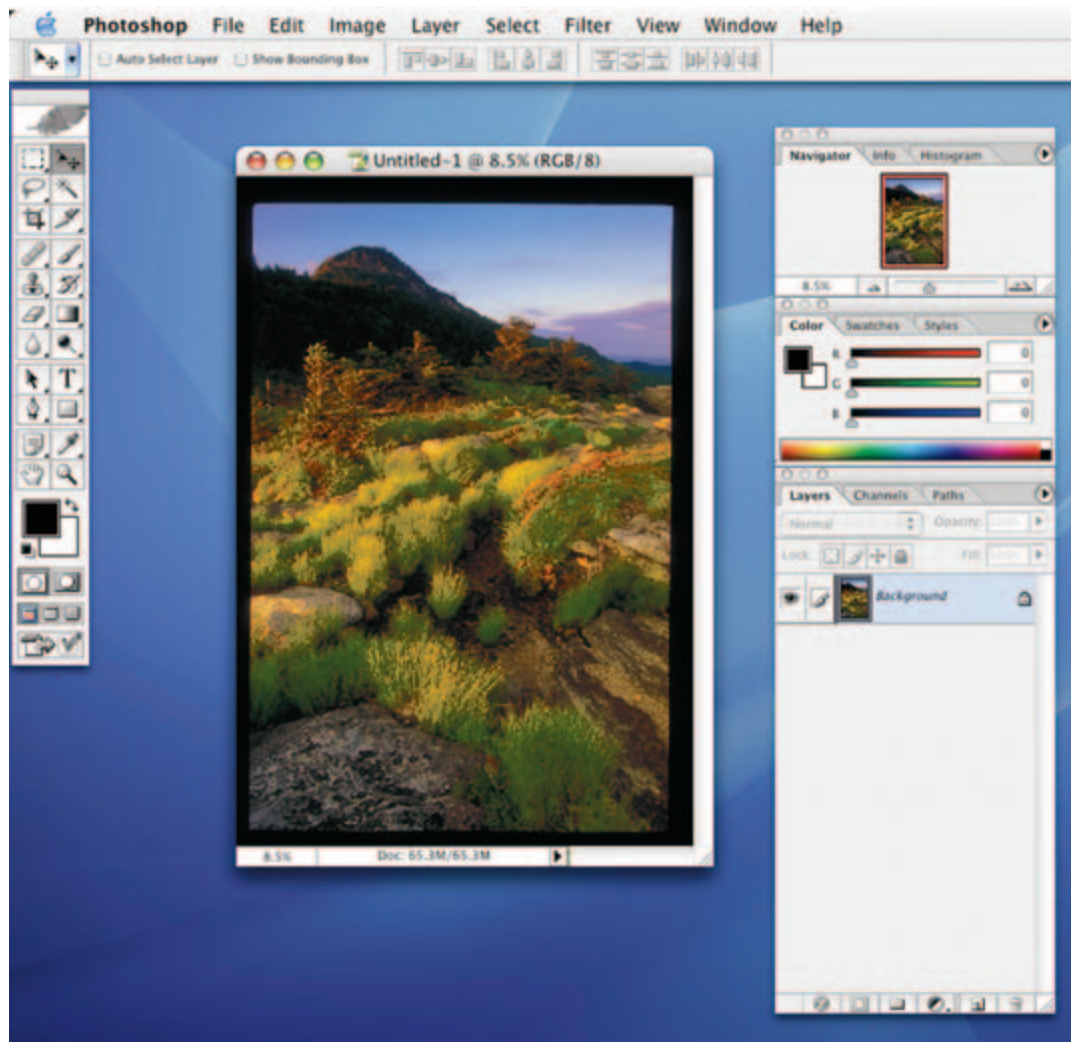 Photoshop File Edit Image Layer Select Filter View Window Help
Auto Select Layer Show Bounding Box
Untitled-1 @ 8.5% (RGB/8)
8.5% Doc: 65.3M/65.3M
T
Navigator Info Histogram
8.5%
Color Swatches Styles
R 0
G 0
B 0
Layers Channels Paths
Normal Opacity:
Lock: Fill:
Background